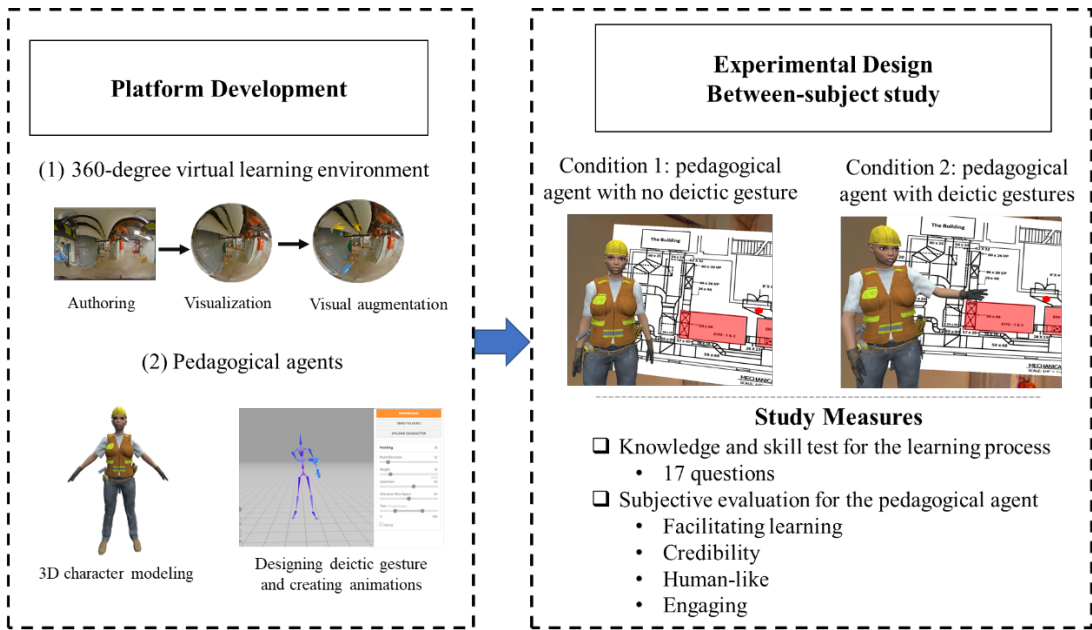 Platform Development
(1) 360-degree virtual learning environment
Authoring
Visualization
Visual augmentation
(2) Pedagogical agents
3D character modeling
Designing deictic gesture
and creating animations
Experimental Design
Between-subject study
Condition 1: pedagogical
agent with no deictic gesture
The Building
MECHANICA
Condition 2: pedagogical
agent with deictic gestures
The Building
MECHANICAL
Study Measures
Knowledge and skill test for the learning process
• 17 questions
Subjective evaluation for the pedagogical agent
• Facilitating learning
• Credibility
• Human-like
• Engaging